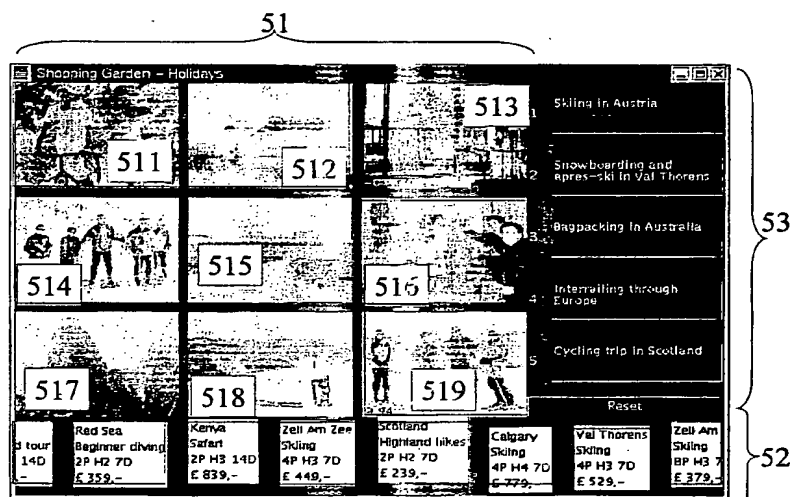 51
Shopping Garden – Holidays
511
512
513
1
Skiing in Austria
2
Snowboarding and
Apres-ski in Val Thorens
53
514
515
516
3
Bagpacking in Australia
4
Interrailing through
Europe
517
518
519
5
Cycling trip in Scotland
Reset
52
d tour
14D
Red Sea
Beginner diving
2P H2 7D
£ 359,-
Kenya
Safari
2P H3 14D
£ 839,-
Zell Am Zee
Skiing
4P H3 7D
£ 449,-
Scotland
Highland hikes
2P H2 7D
£ 239,-
Calgary
Skiing
4P H4 7D
£ 779,-
Val Thorens
Skiing
4P H3 7D
£ 529,-
Zell Am
Skiing
8P H3 7
£ 379,-